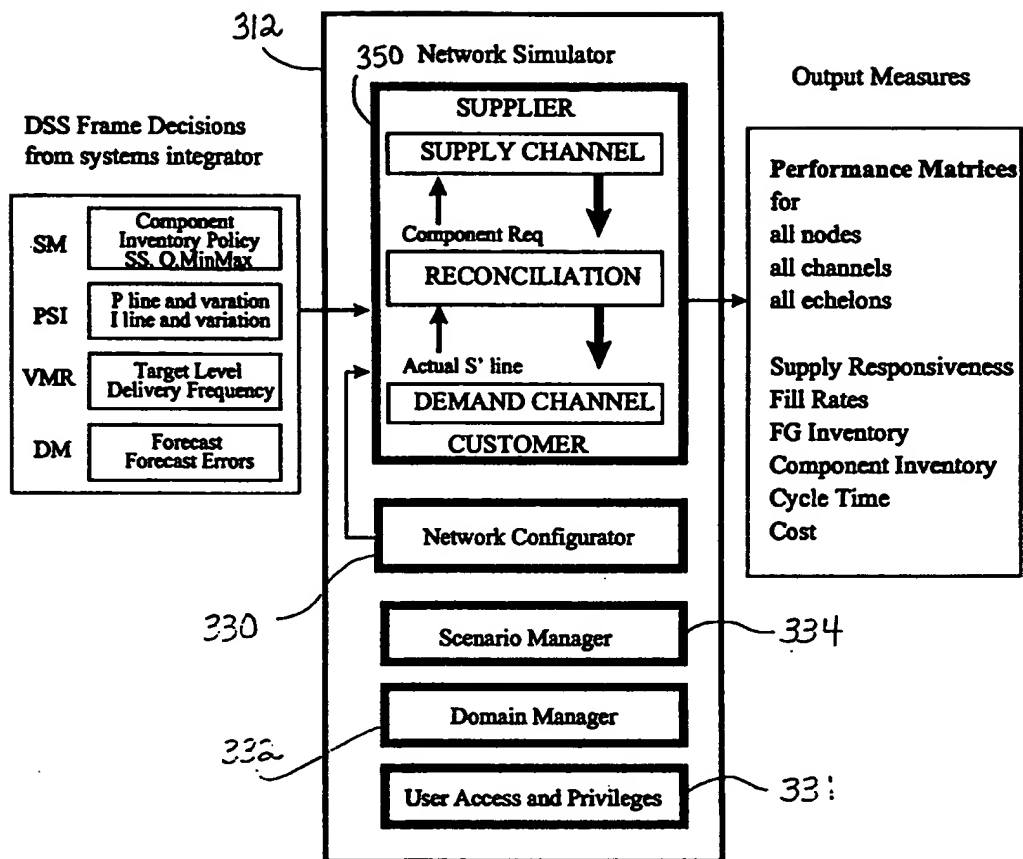 312
Network Simulator
350
SUPPLIER
SUPPLY CHANNEL
Component Req
RECONCILIATION
Actual S' line
DEMAND CHANNEL
CUSTOMER
DSS Frame Decisions
from systems integrator
SM
Component
Inventory Policy
SS, Q,MinMax
PSI
P line and varation
I line and variation
VMR
Target Level
Delivery Frequency
DM
Forecast
Forecast Errors
Network Configurator
330
Scenario Manager
334
Domain Manager
332
User Access and Privileges
Output Measures
Performance Matrices
for
all nodes
all channels
all echelons
Supply Responsiveness
Fill Rates
FG Inventory
Component Inventory
Cycle Time
Cost